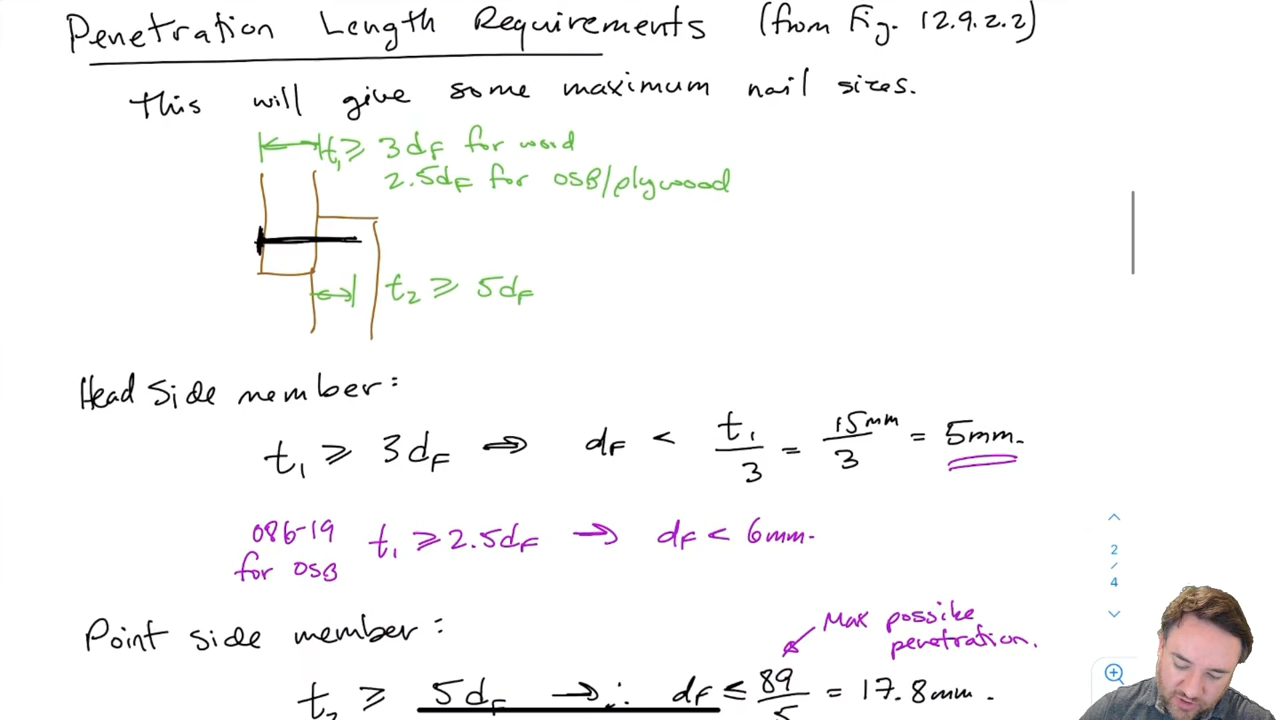 Penetration Length Requirements (from Fig. 12.9.2.2)
This will give some maximum nail sizes.
t₁ ≥ 3dF for wood
2.5dF for OSB/plywood
t₂ ≥ 5dF
Head Side member:
t₁ ≥ 3dF ⇒ dF < t₁/3 = 15mm/3 = 5mm.
086-19 t₁ ≥ 2.5dF → dF < 6mm.
for OSB
Point side member:
Max possible
penetration.
t₂ ≥ 5dF → ∴ dF ≤ 89/5 = 17.8mm.
2
/
4